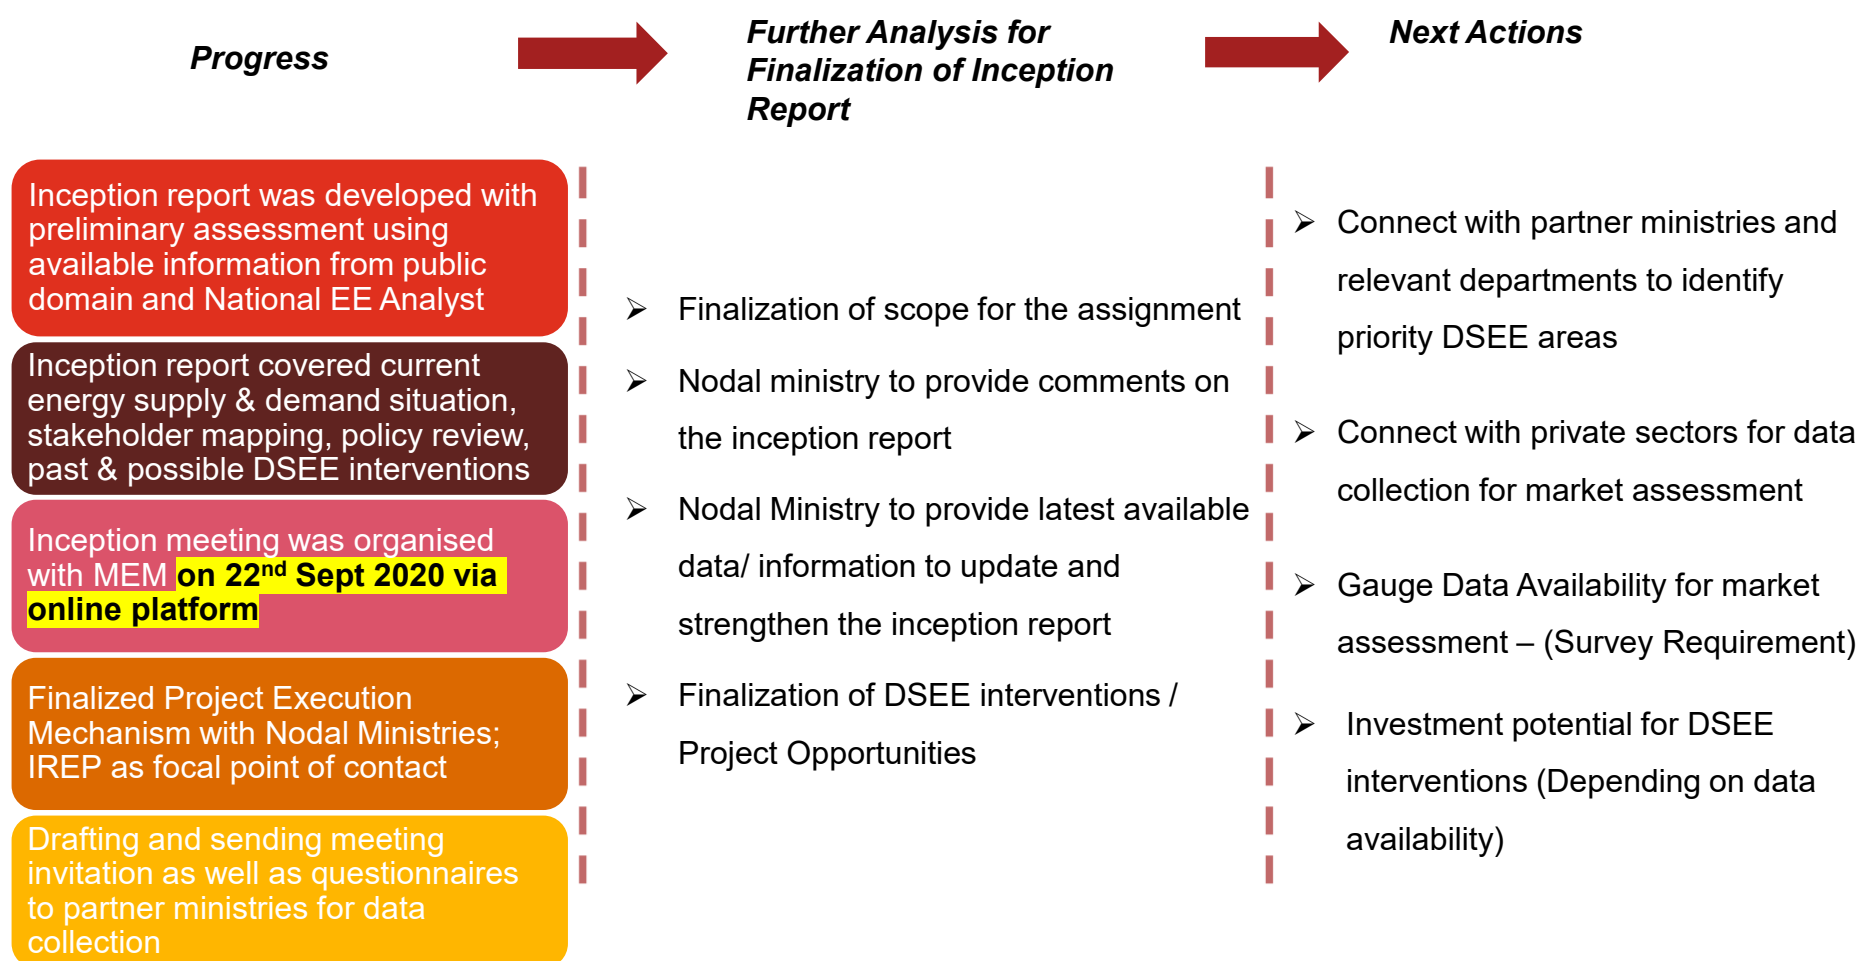 Progress
Further Analysis for
Finalization of Inception
Report
Next Actions
Inception report was developed with
preliminary assessment using
available information from public
domain and National EE Analyst
Inception report covered current
energy supply & demand situation,
stakeholder mapping, policy review,
past & possible DSEE interventions
Inception meeting was organised
with MEM on 22nd Sept 2020 via
online platform
Finalized Project Execution
Mechanism with Nodal Ministries;
IREP as focal point of contact
Drafting and sending meeting
invitation as well as questionnaires
to partner ministries for data
collection
➢ Finalization of scope for the assignment
➢ Nodal ministry to provide comments on
the inception report
➢ Nodal Ministry to provide latest available
data/ information to update and
strengthen the inception report
➢ Finalization of DSEE interventions /
Project Opportunities
➢ Connect with partner ministries and
relevant departments to identify
priority DSEE areas
➢ Connect with private sectors for data
collection for market assessment
➢ Gauge Data Availability for market
assessment – (Survey Requirement)
➢ Investment potential for DSEE
interventions (Depending on data
availability)